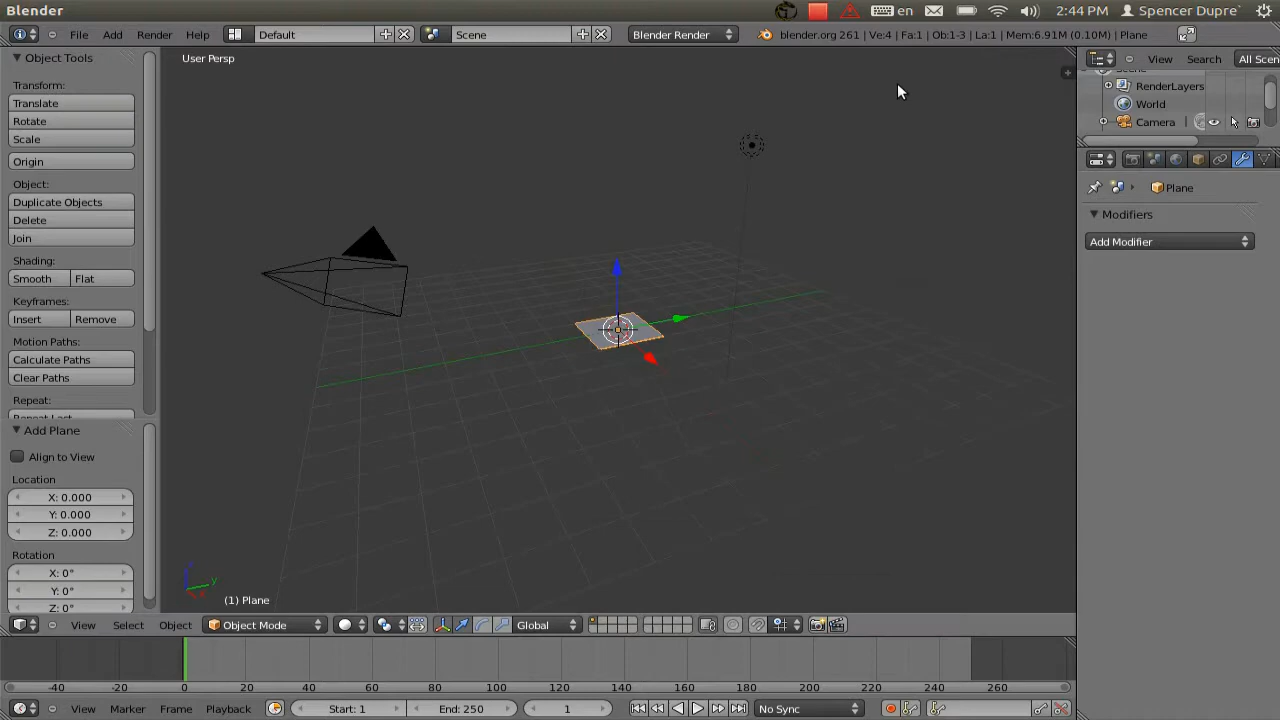 Blender
en
2:44 PM
Spencer Dupre`
File
Add
Render
Help
Default
Scene
Blender Render
blender.org 261 | Ve:4 | Fa:1 | Ob:1-3 | La:1 | Mem:6.91M (0.10M) | Plane
Object Tools
Transform:
Translate
Rotate
Scale
Origin
Object:
Duplicate Objects
Delete
Join
Shading:
Smooth
Flat
Keyframes:
Insert
Remove
Motion Paths:
Calculate Paths
Clear Paths
Repeat:
Repeat Last
Add Plane
Align to View
Location
X: 0.000
Y: 0.000
Z: 0.000
Rotation
X: 0°
Y: 0°
Z: 0°
User Persp
z
y
(1) Plane
View
Select
Object
Object Mode
Global
-40
-20
0
20
40
60
80
100
120
140
160
180
200
220
240
260
View
Marker
Frame
Playback
Start: 1
End: 250
1
No Sync
View
Search
All Scen
RenderLayers
World
Camera
Plane
Modifiers
Add Modifier